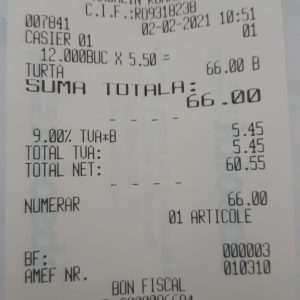 C.I.F.:RO9318238
007841 02-02-2021 10:51
CASIER 01 01
12.000BUC X 5.50 =
TURTA 66.00 B
SUMA TOTALA:
66.00
- - - -
9.00% TVA*B 5.45
TOTAL TVA: 5.45
TOTAL NET: 60.55
- - - -
NUMERAR 66.00
01 ARTICOLE
BF: 000003
AMEF NR. 010310
BON FISCAL